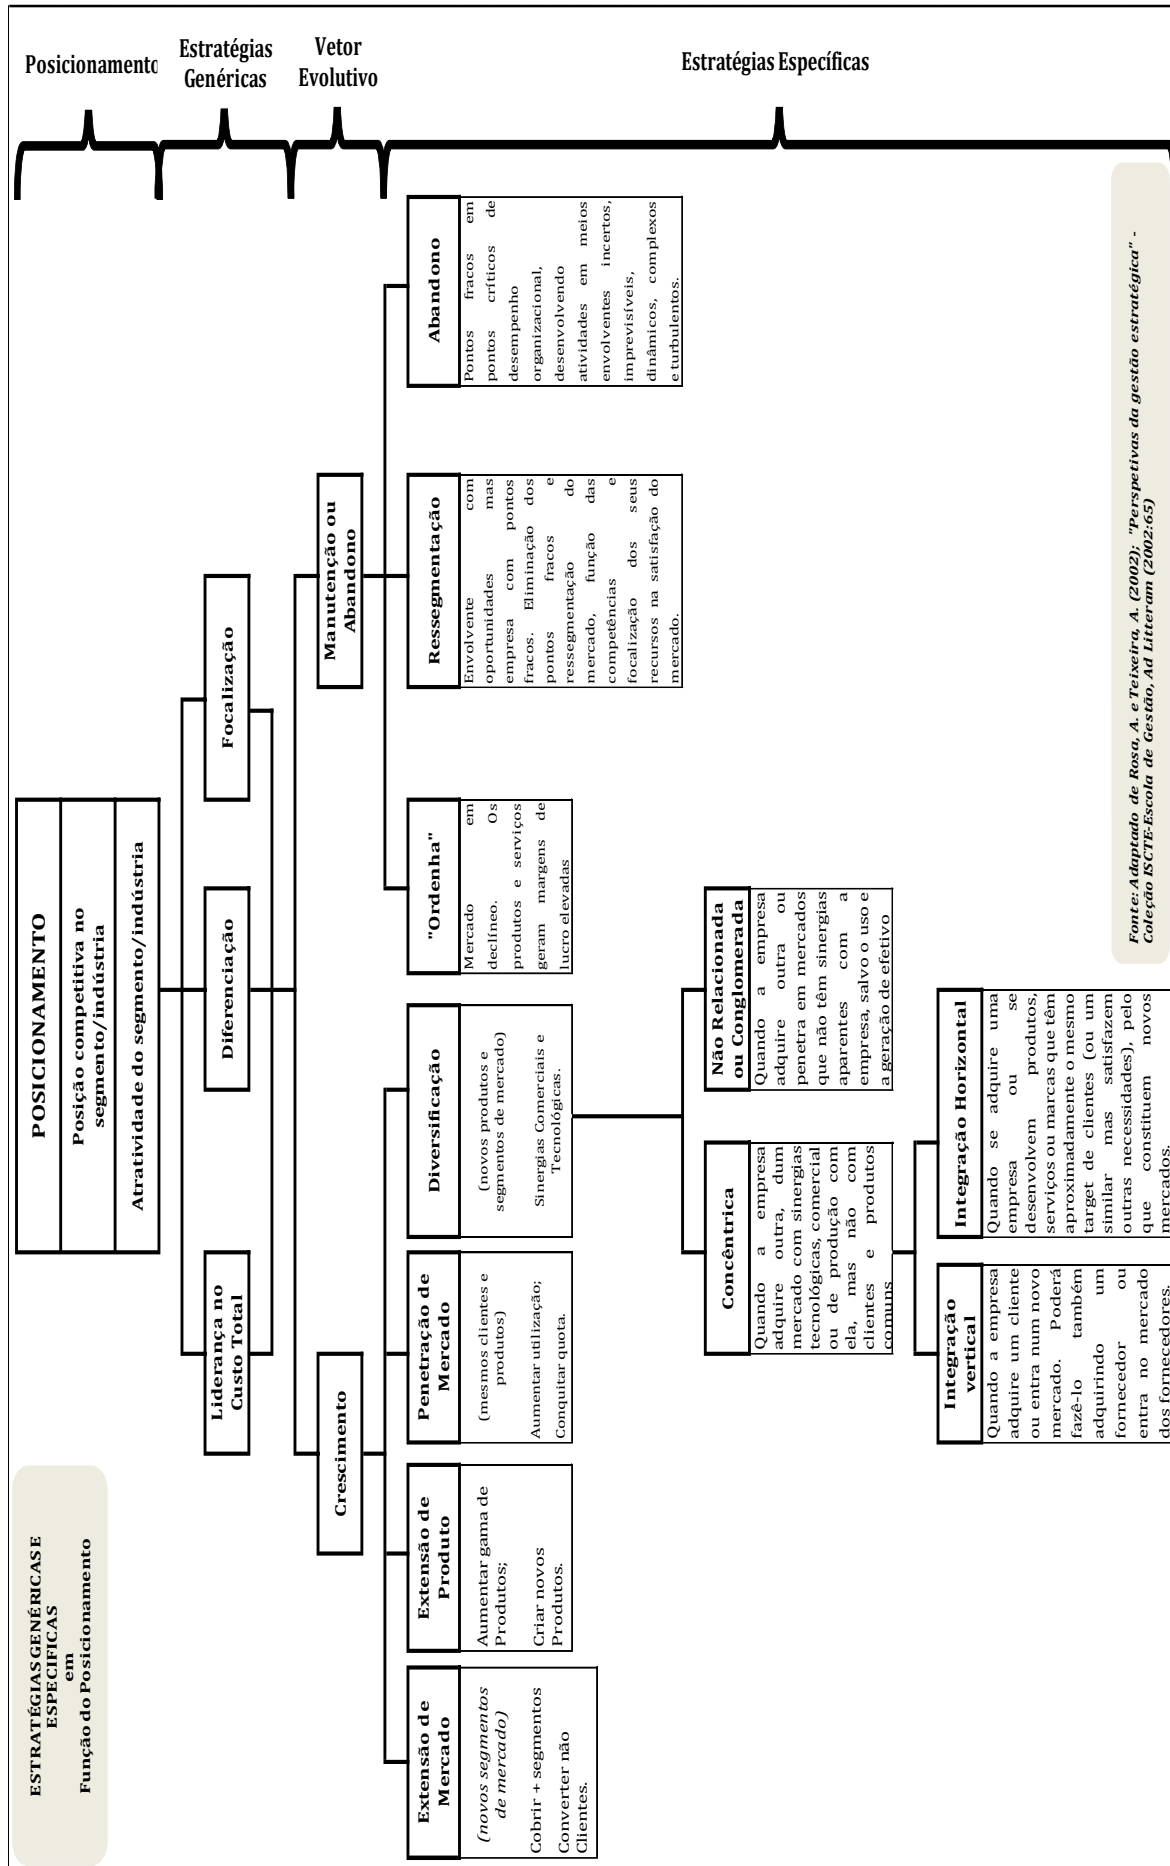 Posicionamento
Estratégias
Genéricas
Vetor
Evolutivo
Estratégias Específicas
ESTRATÉGIAS GENÉRICAS E
ESPECIFICAS
em
Função do Posicionamento
POSICIONAMENTO
Posição competitiva no
segmento/indústria
Atratividade do segmento/indústria
Liderança no
Custo Total
Diferenciação
Focalização
Crescimento
Manutenção ou
Abandono
Extensão de
Mercado
(novos segmentos
de mercado)
Cobrir + segmentos
Converter não
Clientes.
Extensão de
Produto
Aumentar gama de
Produtos;
Criar novos
Produtos.
Penetração de
Mercado
(mesmos clientes e
produtos)
Aumentar utilização;
Conquitar quota.
Diversificação
(novos produtos e
segmentos de mercado)
Sinergias Comerciais e
Tecnológicas.
"Ordenha"
Mercado em
declíneo. Os
produtos e serviços
geram margens de
lucro elevadas
Ressegmentação
Envolvente com
oportunidades mas
empresa com pontos
fracos. Eliminação dos
pontos fracos e
ressegmentação do
mercado, função das
competências e
focalização dos seus
recursos na satisfação do
mercado.
Abandono
Pontos fracos em
pontos críticos de
desempenho
organizacional,
desenvolvendo
atividades em meios
envolventes incertos,
imprevisíveis,
dinâmicos, complexos
e turbulentos.
Concêntrica
Quando a empresa
adquire outra, dum
mercado com sinergias
tecnológicas, comercial
ou de produção com
ela, mas não com
clientes e produtos
comuns
Não Relacionada
ou Conglomerada
Quando a empresa
adquire outra ou
penetra em mercados
que não têm sinergias
aparentes com a
empresa, salvo o uso e
a geração de efetivo
Integração
vertical
Quando a empresa
adquire um cliente
ou entra num novo
mercado. Poderá
fazê-lo também
adquirindo um
fornecedor ou
entra no mercado
dos fornecedores.
Integração Horizontal
Quando se adquire uma
empresa ou se
desenvolvem produtos,
serviços ou marcas que têm
aproximadamente o mesmo
target de clientes (ou um
similar mas satisfazem
outras necessidades), pelo
que constituem novos
mercados.
Fonte: Adaptado de Rosa, A. e Teixeira, A. (2002): "Perspetivas da gestão estratégica" -
Coleção ISCTE-Escola de Gestão, Ad Litteram (2002:65)